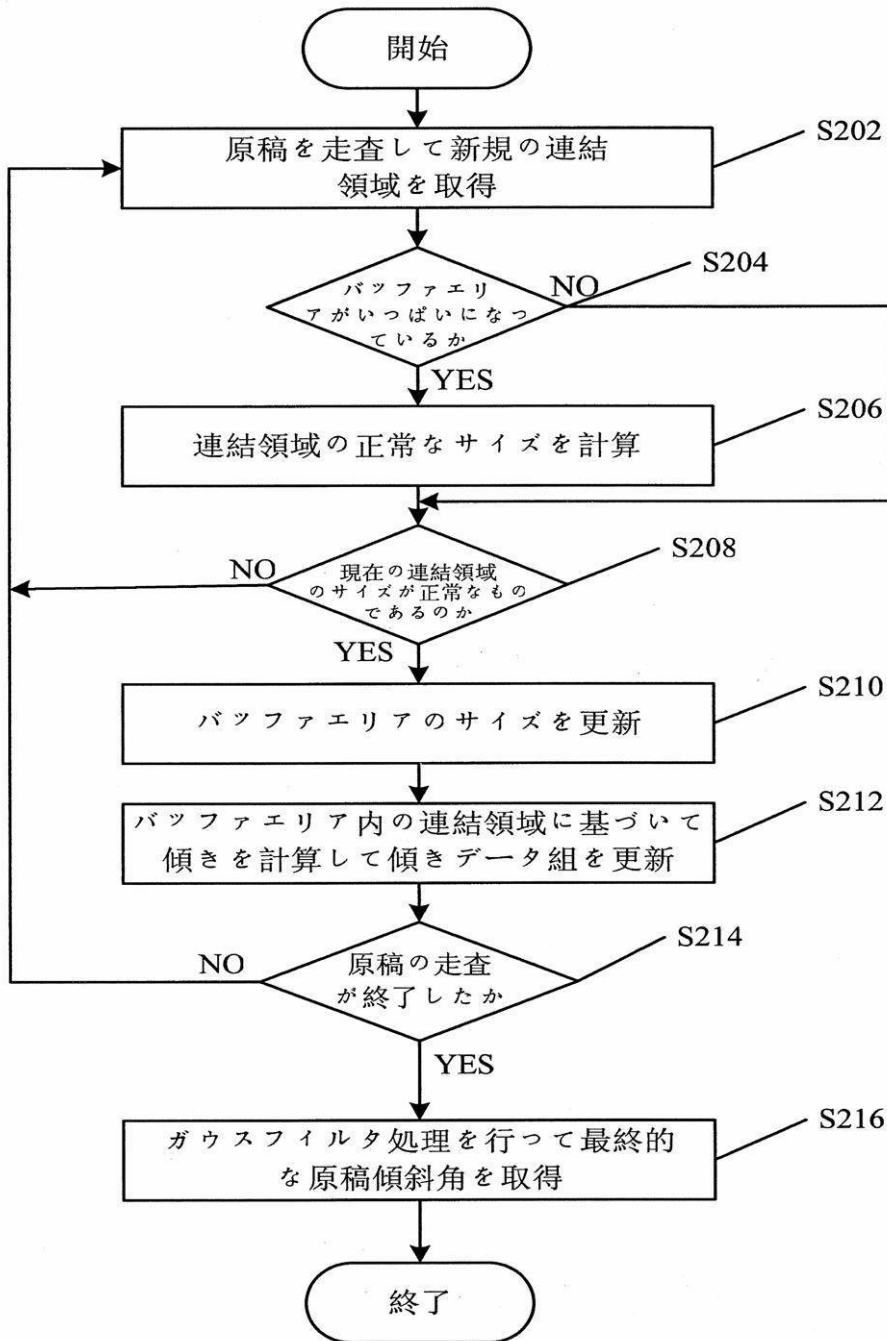 開始
S202
原稿を走査して新規の連結
領域を取得
S204
NO
バッファエリ
アがいっぱいになっ
ているか
YES
S206
連結領域の正常なサイズを計算
S208
NO
現在の連結領域
のサイズが正常なもの
であるのか
YES
S210
バッファエリアのサイズを更新
S212
バッファエリア内の連結領域に基づいて
傾きを計算して傾きデータ組を更新
S214
NO
原稿の走査
が終了したか
YES
S216
ガウスフィルタ処理を行って最終的
な原稿傾斜角を取得
終了